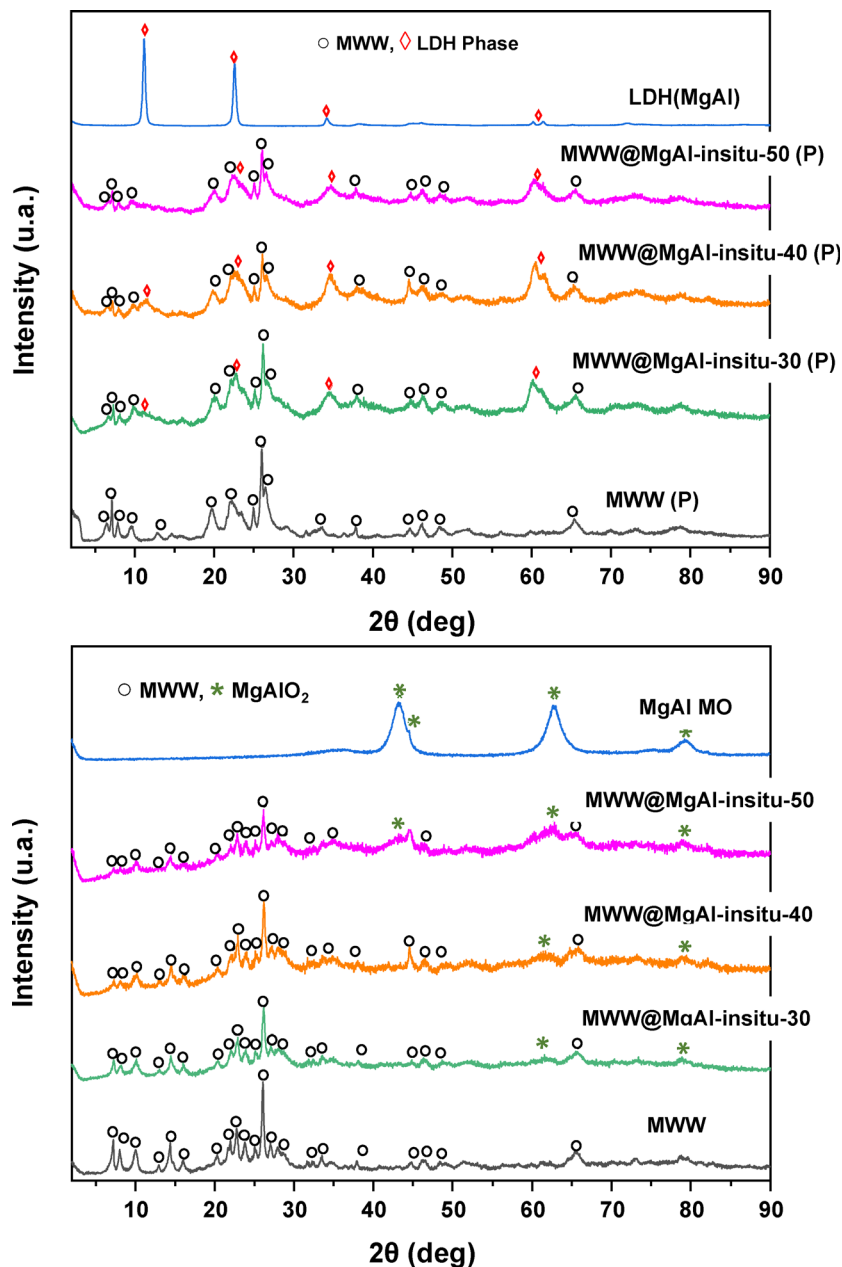 ○ MWW, ◊ LDH Phase
LDH(MgAl)
MWW@MgAl-insitu-50 (P)
MWW@MgAl-insitu-40 (P)
MWW@MgAl-insitu-30 (P)
MWW (P)
Intensity (u.a.)
10 20 30 40 50 60 70 80 90
2θ (deg)
○ MWW, * MgAlO₂
MgAl MO
MWW@MgAl-insitu-50
MWW@MgAl-insitu-40
MWW@MgAl-insitu-30
MWW
Intensity (u.a.)
10 20 30 40 50 60 70 80 90
2θ (deg)